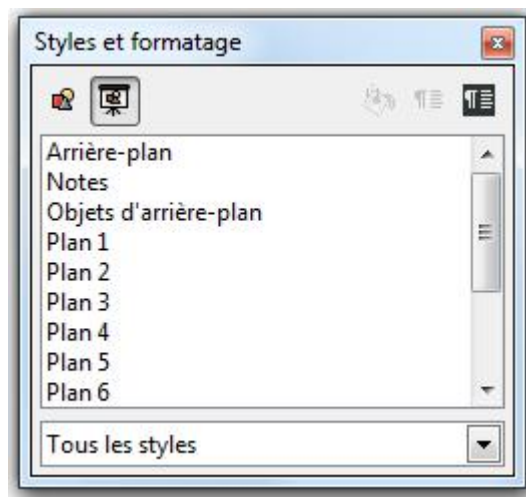 Styles et formatage
Arrière-plan
Notes
Objets d'arrière-plan
Plan 1
Plan 2
Plan 3
Plan 4
Plan 5
Plan 6
Tous les styles